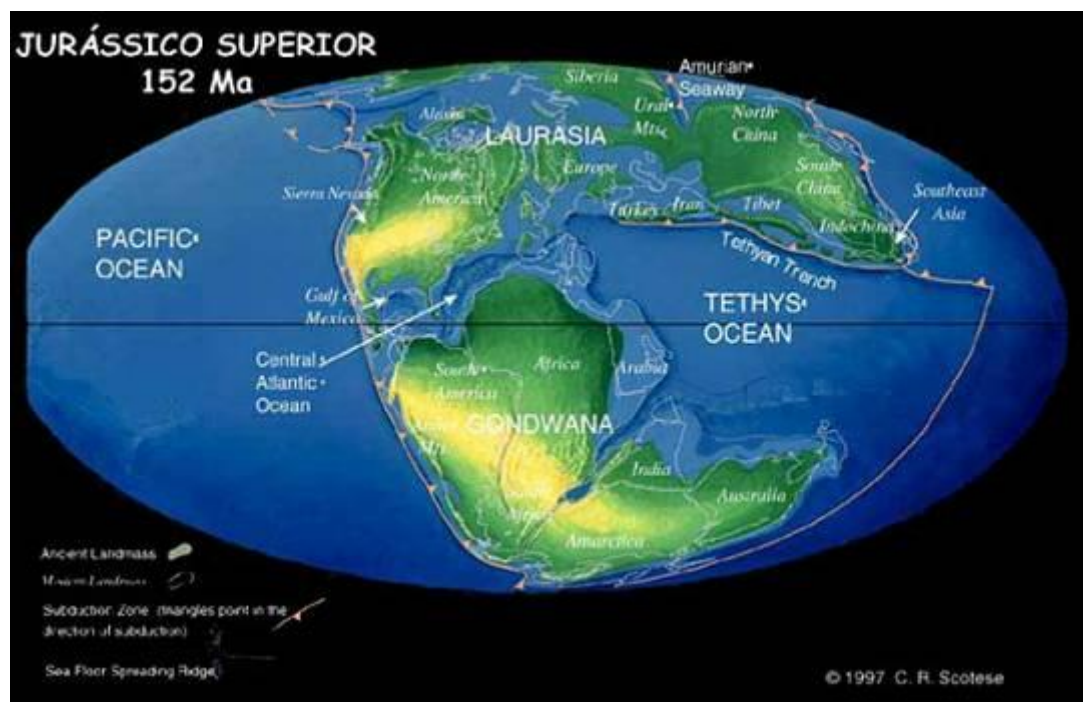 JURÁSSICO SUPERIOR
152 Ma
Siberia
Amurian
Seaway
Alaska
LAURASIA
Ural
Mts.
North
China
North
America
Europe
South
China
Sierra Nevada
Southeast
Asia
Turkey
Iran
Tibet
Indochina
PACIFIC
OCEAN
Tethyan Trench
Gulf of
Mexico
TETHYS
OCEAN
Central
Atlantic
Ocean
South
America
Africa
Arabia
GONDWANA
Mts.
India
Australia
Antarctica
Ancient Landmass
Modern Landmass
Subduction Zone (triangles point in the
direction of subduction)
Sea Floor Spreading Ridge
© 1997 C. R. Scotese